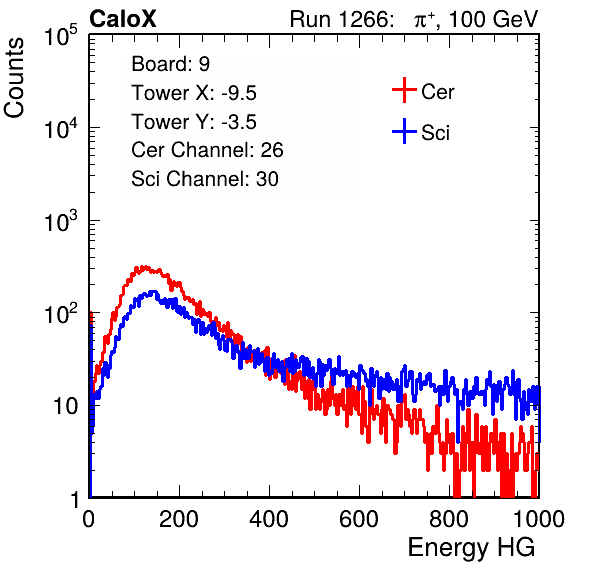 CaloX Run 1266: π⁺, 100 GeV
Counts
10⁵
10⁴
10³
10²
10
1
Board: 9
Tower X: -9.5
Tower Y: -3.5
Cer Channel: 26
Sci Channel: 30
Cer
Sci
0 200 400 600 800 1000
Energy HG